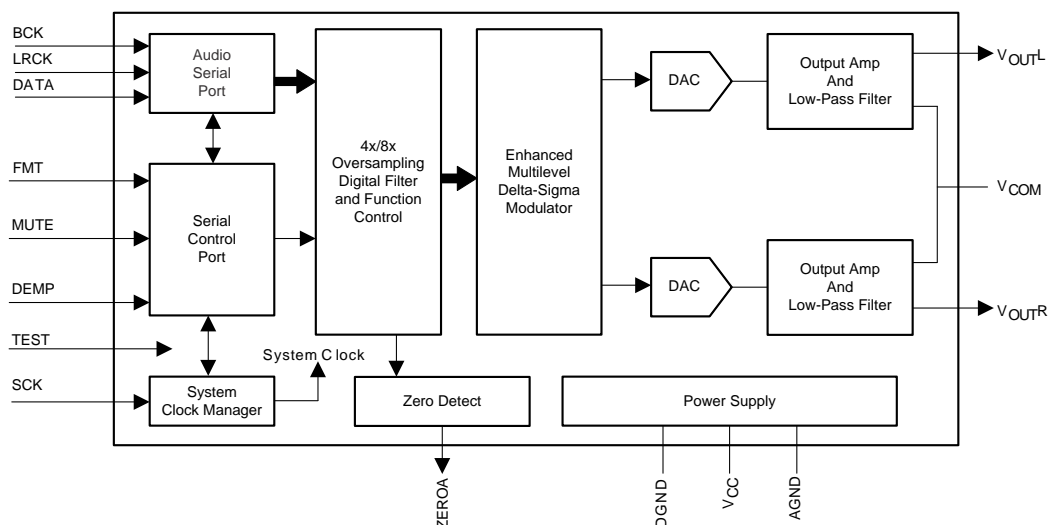 BCK
LRCK
DATA
Audio
Serial
Port
FMT
MUTE
DEMP
Serial
Control
Port
TEST
SCK
System
Clock Manager
System Clock
4x/8x
Oversampling
Digital Filter
and Function
Control
Enhanced
Multilevel
Delta-Sigma
Modulator
DAC
Output Amp
And
Low-Pass Filter
VOUTL
VCOM
DAC
Output Amp
And
Low-Pass Filter
VOUTR
Zero Detect
Power Supply
ZEROA
DGND
VCC
AGND